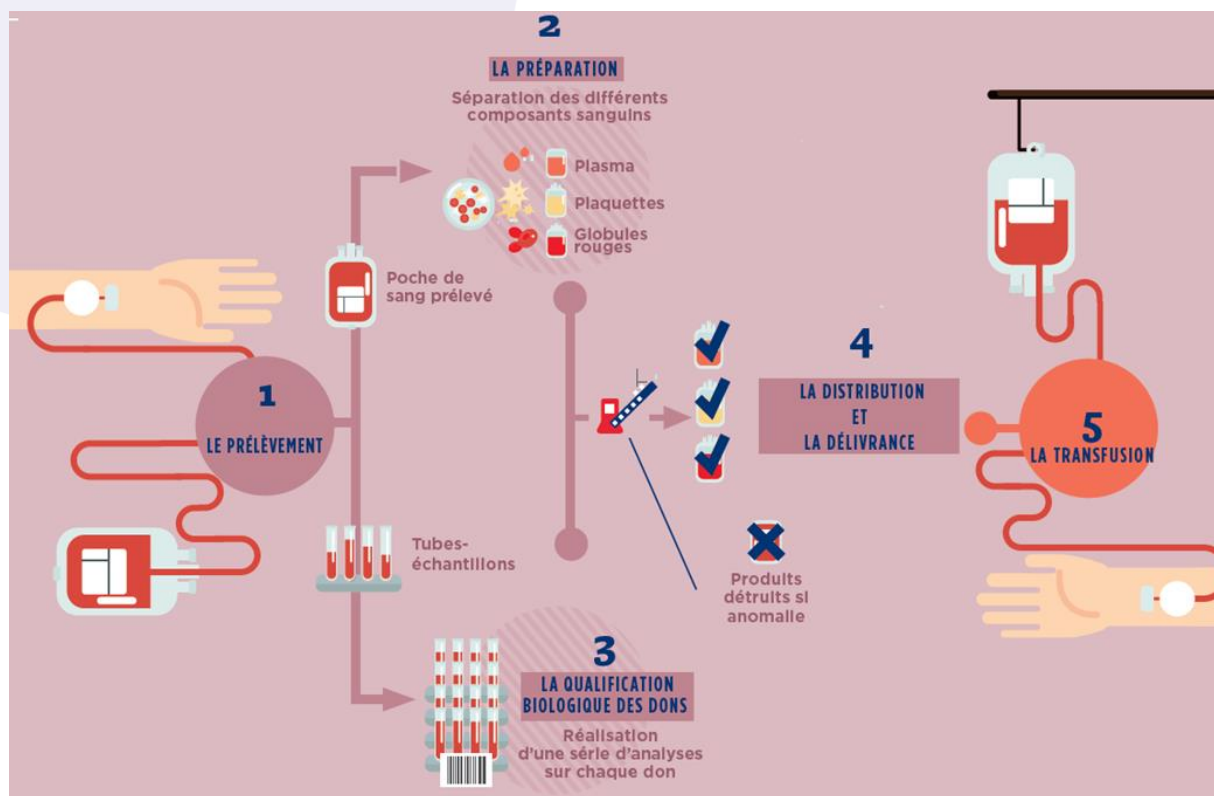 1
LE PRÉLÈVEMENT
Poche de
sang prélevé
Tubes-
échantillons
2
LA PRÉPARATION
Séparation des différents
composants sanguins
Plasma
Plaquettes
Globules
rouges
3
LA QUALIFICATION
BIOLOGIQUE DES DONS
Réalisation
d'une série d'analyses
sur chaque don
Produits
détruits si
anomalie
4
LA DISTRIBUTION
ET
LA DÉLIVRANCE
5
LA TRANSFUSION